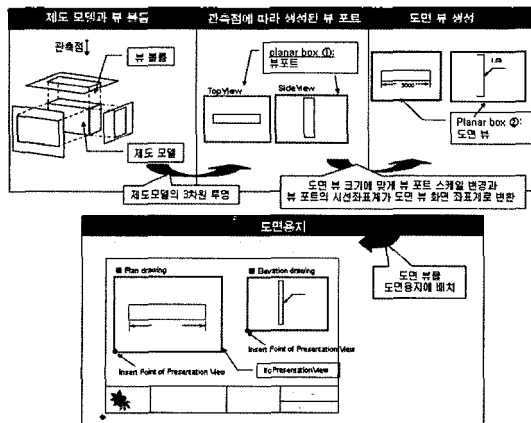 제도 모델과 뷰 볼륨
관측점에 따라 생성된 뷰 포트
도면 뷰 생성
관측점
뷰 볼륨
제도 모델
planar box ①:
뷰포트
TopView
SideView
3000
Planar box ②:
도면 뷰
제도모델의 3차원 투영
도면 뷰 크기에 맞게 뷰 포트 스케일 변경과
뷰 포트의 시선좌표계가 도면 뷰 화면 좌표계로 변환
도면용지
■ Plan drawing
■ Elevation drawing
도면 뷰를
도면용지에 배치
Insert Point of Presentation View
Insert Point of Presentation View
IfcPresentationView